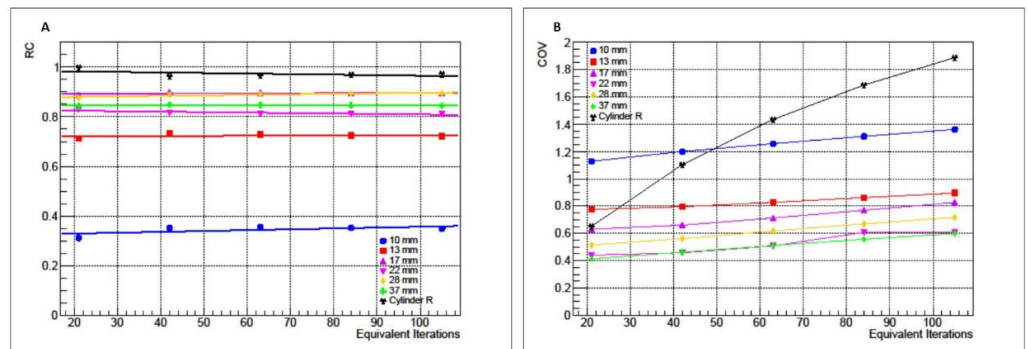 A
RC
1
0.8
0.6
0.4
0.2
0
10 mm
13 mm
17 mm
22 mm
28 mm
37 mm
Cylinder R
20 30 40 50 60 70 80 90 100
Equivalent Iterations
B
COV
2
1.8
1.6
1.4
1.2
1
0.8
0.6
0.4
0.2
0
10 mm
13 mm
17 mm
22 mm
28 mm
37 mm
Cylinder R
20 30 40 50 60 70 80 90 100
Equivalent Iterations